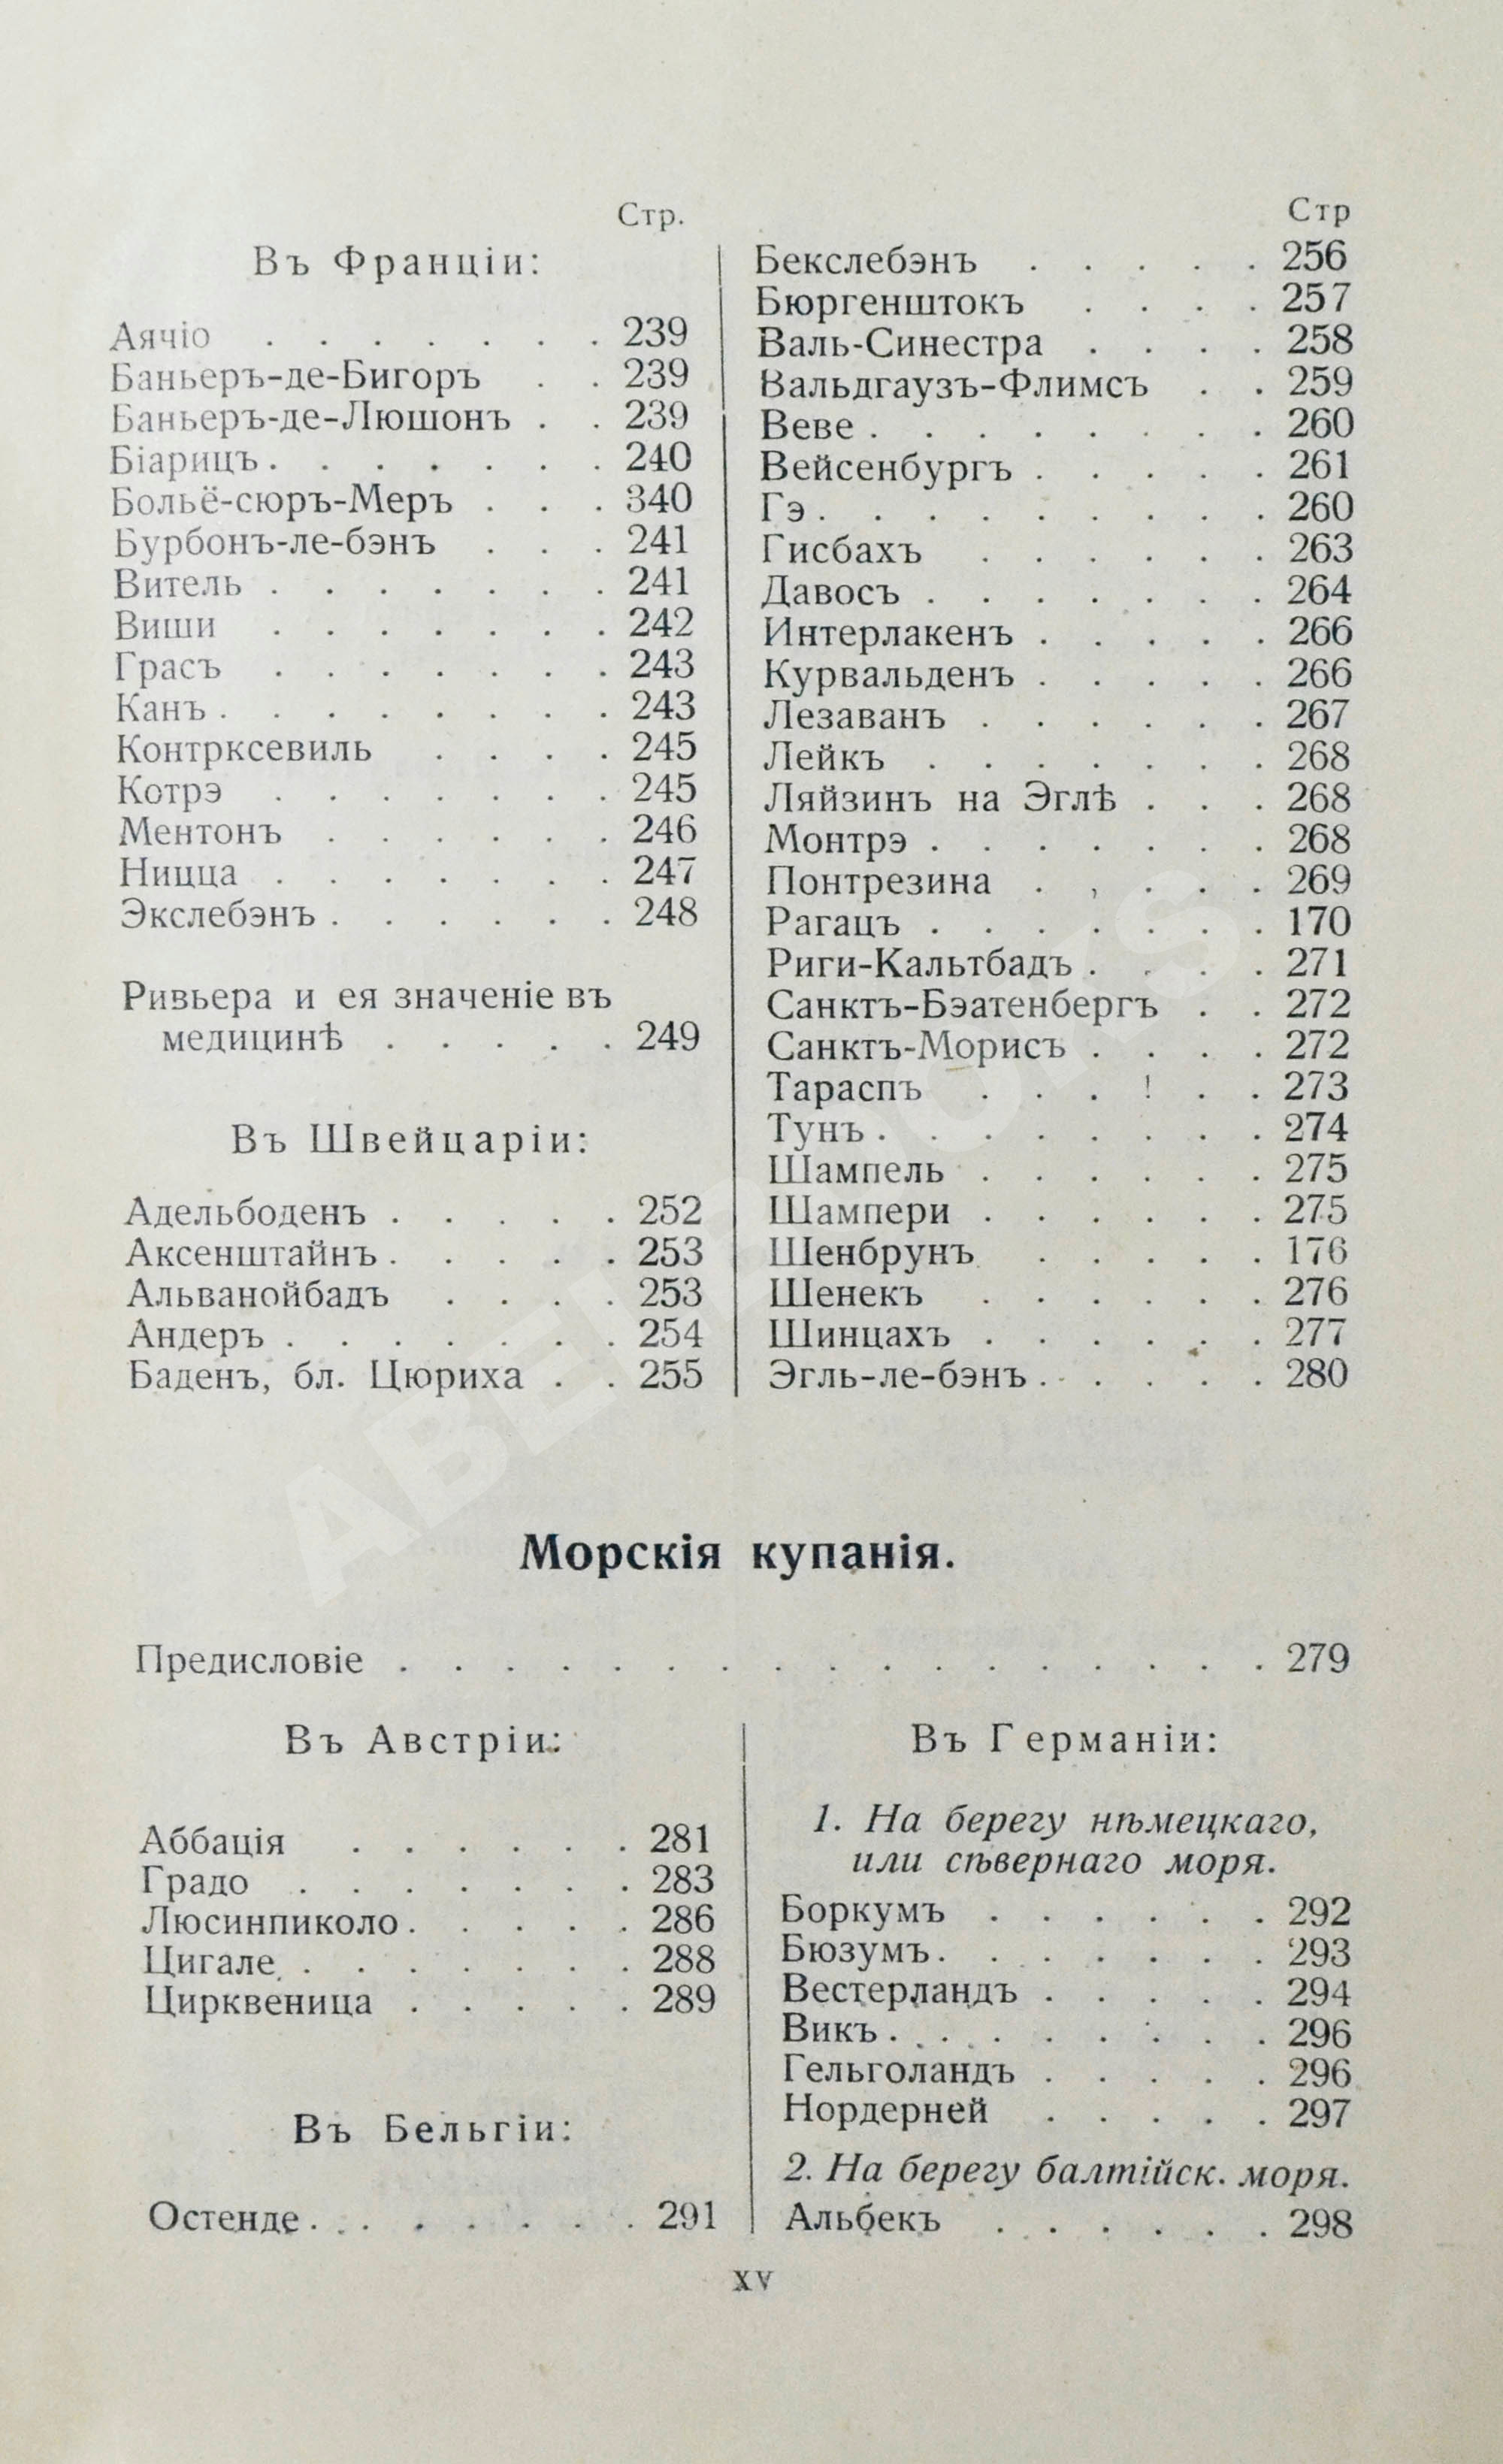 Стр.
Въ Франціи:
Аячіо . . . . . . . 239
Баньеръ-де-Бигоръ . . 239
Баньеръ-де-Люшонъ . . 239
Біарицъ . . . . . . . 240
Больё-сюръ-Меръ . . . 340
Бурбонъ-ле-бэнъ . . . 241
Витель . . . . . . . 241
Виши . . . . . . . 242
Грасъ . . . . . . . 243
Канъ . . . . . . . . 243
Контрксевиль . . . . 245
Котрэ . . . . . . . 245
Ментонъ . . . . . . 246
Ницца . . . . . . . 247
Экслебэнъ . . . . . . 248
Ривьера и ея значеніе въ
медицинѣ . . . . . 249
Въ Швейцаріи:
Адельбоденъ . . . . . 252
Аксенштайнъ . . . . . 253
Альванойбадъ . . . . 253
Андеръ . . . . . . . 254
Баденъ, бл. Цюриха . . 255
Стр
Бекслебэнъ . . . . . 256
Бюргенштокъ . . . . 257
Валь-Синестра . . . . 258
Вальдгаузъ-Флимсъ . . 259
Веве . . . . . . . . 260
Вейсенбургъ . . . . . 261
Гэ . . . . . . . . . 260
Гисбахъ . . . . . . 263
Давосъ . . . . . . . 264
Интерлакенъ . . . . . 266
Курвальденъ . . . . . 266
Лезаванъ . . . . . . 267
Лейкъ . . . . . . . 268
Ляйзинъ на Эглѣ . . . 268
Монтрэ . . . . . . . 268
Понтрезина . , . . . 269
Рагацъ . . . . . . . 170
Риги-Кальтбадъ . . . . 271
Санктъ-Бэатенбергъ . . 272
Санктъ-Морисъ . . . . 272
Тараспъ . . . ! . . 273
Тунъ . . . . . . . . 274
Шампель . . . . . . 275
Шампери . . . . . . 275
Шенбрунъ . . . . . 176
Шенекъ . . . . . . 276
Шинцахъ . . . . . . 277
Эгль-ле-бэнъ . . . . . 280
Морскія купанія.
Предисловіе . . . . . . . . . . . . . . . . . 279
Въ Австріи:
Аббація . . . . . . 281
Градо . . . . . . . 283
Люсинпиколо . . . . . 286
Цигале . . . . . . . 288
Цирквеница . . . . . 289
Въ Бельгіи:
Остенде . . . . . . . 291
Въ Германіи:
1. На берегу нѣмецкаго,
или сѣвернаго моря.
Боркумъ . . . . . . 292
Бюзумъ . . . . . . . 293
Вестерландъ . . . . . 294
Викъ . . . . . . . . 296
Гельголандъ . . . . . 296
Нордерней . . . . . 297
2. На берегу балтійск. моря.
Альбекъ . . . . . . 298
XV